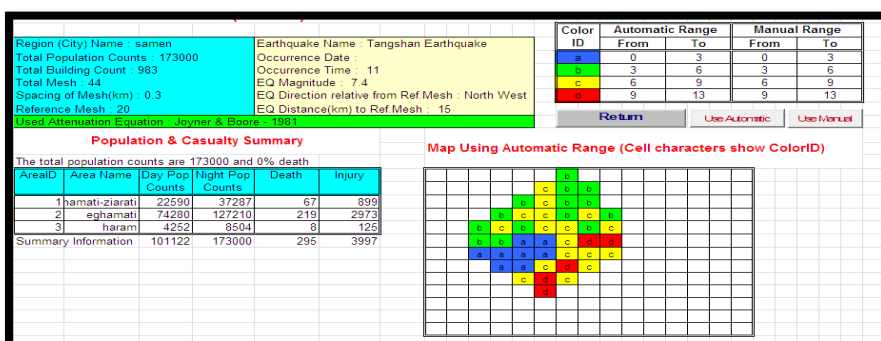 Region (City) Name : samen
Total Population Counts : 173000
Total Building Count : 983
Total Mesh : 44
Spacing of Mesh(km) : 0.3
Reference Mesh : 20
Used Attenuation Equation : Joyner & Boore - 1981
Earthquake Name : Tangshan Earthquake
Occurrence Date :
Occurrence Time : 11
EQ Magnitude : 7.4
EQ Direction relative from Ref.Mesh : North West
EQ Distance(km) to Ref.Mesh : 15
Color ID Automatic Range Manual Range
From To From To
a 0 3 0 3
b 3 6 3 6
c 6 9 6 9
d 9 13 9 13
Return Use Automatic Use Manual
Population & Casualty Summary
The total population counts are 173000 and 0% death
AreaID Area Name Day Pop Counts Night Pop Counts Death Injury
1 hamati-ziarati 22590 37287 67 899
2 eghamati 74280 127210 219 2973
3 haram 4252 8504 8 125
Summary Information 101122 173000 295 3997
Map Using Automatic Range (Cell characters show ColorID)
b
c b b
b c b b
b c c b c b
b c b c c b c
b b a a c d d
a a a a c c c
a a c d c
c d c
d